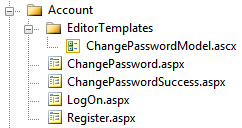 Account
EditorTemplates
ChangePasswordModel.ascx
ChangePassword.aspx
ChangePasswordSuccess.aspx
LogOn.aspx
Register.aspx